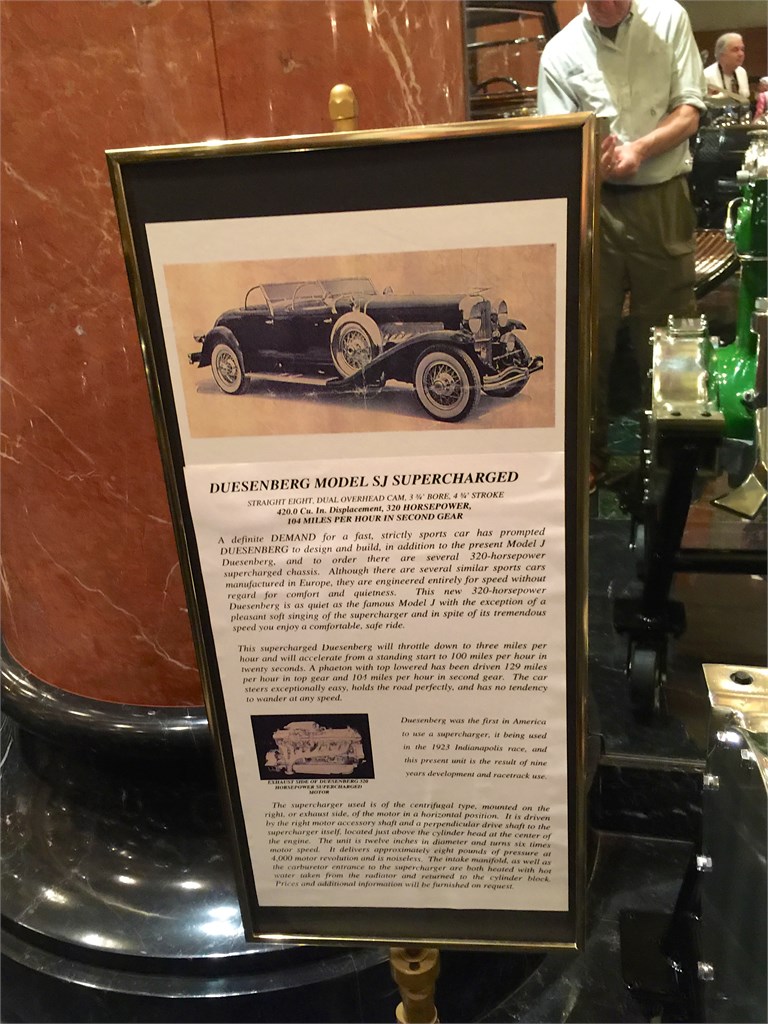 DUESENBERG MODEL SJ SUPERCHARGED
STRAIGHT EIGHT, DUAL OVERHEAD CAM, 3 ¾' BORE, 4 ¾' STROKE
420.0 Cu. In. Displacement, 320 HORSEPOWER,
104 MILES PER HOUR IN SECOND GEAR
A definite DEMAND for a fast, strictly sports car has prompted
DUESENBERG to design and build, in addition to the present Model J
Duesenberg, and to order there are several 320-horsepower
supercharged chassis. Although there are several similar sports cars
manufactured in Europe, they are engineered entirely for speed without
regard for comfort and quietness. This new 320-horsepower
Duesenberg is as quiet as the famous Model J with the exception of a
pleasant soft singing of the supercharger and in spite of its tremendous
speed you enjoy a comfortable, safe ride.
This supercharged Duesenberg will throttle down to three miles per
hour and will accelerate from a standing start to 100 miles per hour in
twenty seconds. A phaeton with top lowered has been driven 129 miles
per hour in top gear and 104 miles per hour in second gear. The car
steers exceptionally easy, holds the road perfectly, and has no tendency
to wander at any speed.
Duesenberg was the first in America
to use a supercharger, it being used
in the 1923 Indianapolis race, and
this present unit is the result of nine
years development and racetrack use.
EXHAUST SIDE OF DUESENBERG 320
HORSEPOWER SUPERCHARGED
MOTOR
The supercharger used is of the centrifugal type, mounted on the
right, or exhaust side, of the motor in a horizontal position. It is driven
by the right motor accessory shaft and a perpendicular drive shaft to the
supercharger itself, located just above the cylinder head at the center of
the engine. The unit is twelve inches in diameter and turns six times
motor speed. It delivers approximately eight pounds of pressure at
4,000 motor revolution and is noiseless. The intake manifold, as well as
the carburetor entrance to the supercharger are both heated with hot
water taken from the radiator and returned to the cylinder block.
Prices and additional information will be furnished on request.